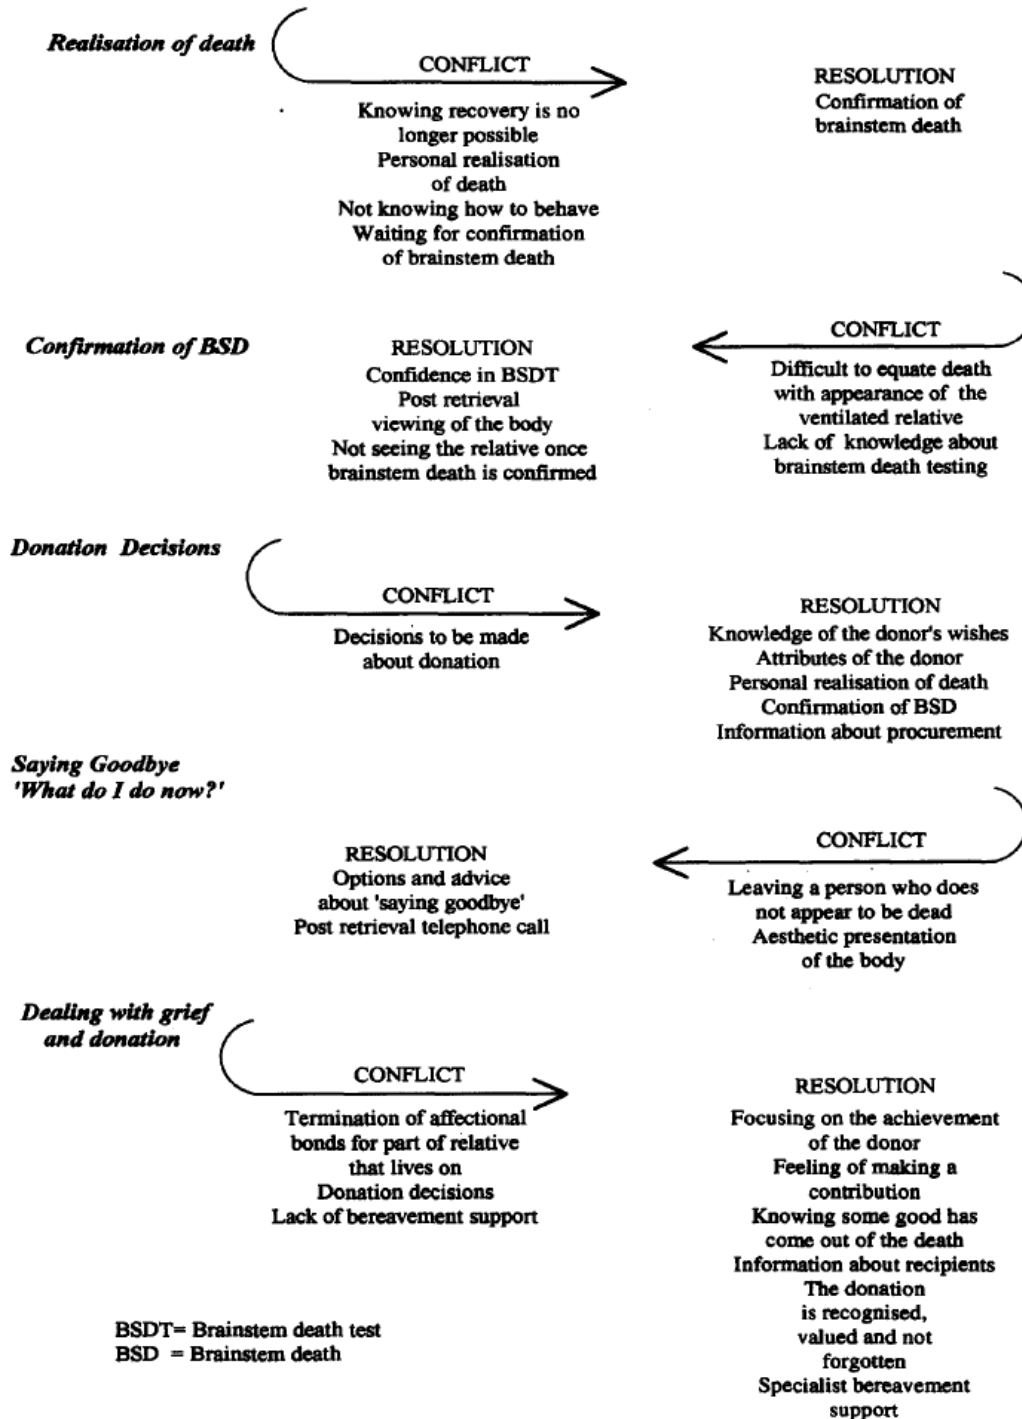 Realisation of death
CONFLICT
Knowing recovery is no
longer possible
Personal realisation
of death
Not knowing how to behave
Waiting for confirmation
of brainstem death
RESOLUTION
Confirmation of
brainstem death
Confirmation of BSD
CONFLICT
Difficult to equate death
with appearance of the
ventilated relative
Lack of knowledge about
brainstem death testing
RESOLUTION
Confidence in BSDT
Post retrieval
viewing of the body
Not seeing the relative once
brainstem death is confirmed
Donation Decisions
CONFLICT
Decisions to be made
about donation
RESOLUTION
Knowledge of the donor's wishes
Attributes of the donor
Personal realisation of death
Confirmation of BSD
Information about procurement
Saying Goodbye
'What do I do now?'
CONFLICT
Leaving a person who does
not appear to be dead
Aesthetic presentation
of the body
RESOLUTION
Options and advice
about 'saying goodbye'
Post retrieval telephone call
Dealing with grief
and donation
CONFLICT
Termination of affectional
bonds for part of relative
that lives on
Donation decisions
Lack of bereavement support
RESOLUTION
Focusing on the achievement
of the donor
Feeling of making a
contribution
Knowing some good has
come out of the death
Information about recipients
The donation
is recognised,
valued and not
forgotten
Specialist bereavement
support
BSDT= Brainstem death test
BSD = Brainstem death